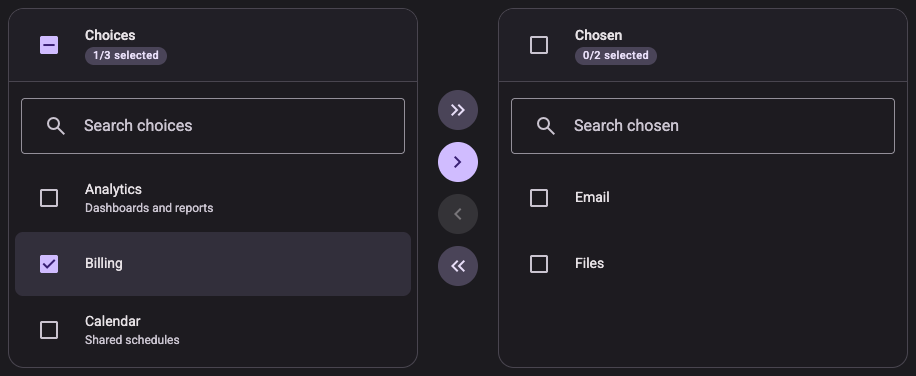 Choices
1/3 selected
Search choices
Analytics
Dashboards and reports
Billing
Calendar
Shared schedules
Chosen
0/2 selected
Search chosen
Email
Files